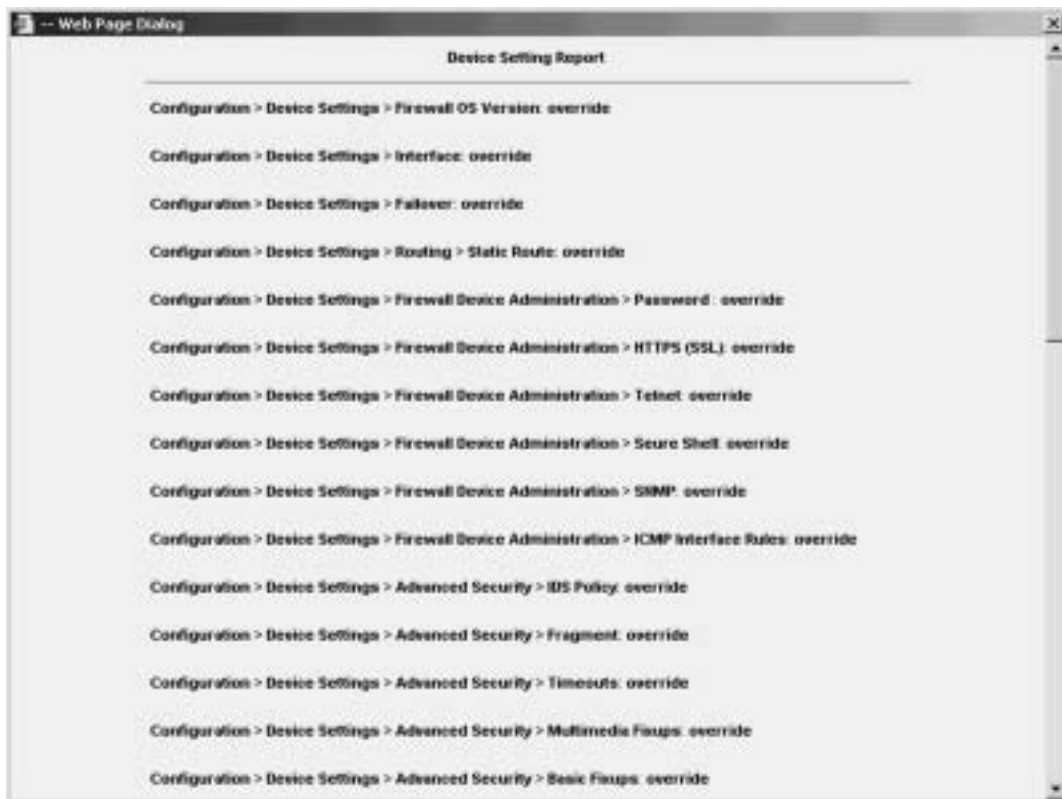 -- Web Page Dialog
Device Setting Report
Configuration > Device Settings > Firewall OS Version: override
Configuration > Device Settings > Interface: override
Configuration > Device Settings > Failover: override
Configuration > Device Settings > Routing > Static Route: override
Configuration > Device Settings > Firewall Device Administration > Password : override
Configuration > Device Settings > Firewall Device Administration > HTTPS (SSL): override
Configuration > Device Settings > Firewall Device Administration > Telnet: override
Configuration > Device Settings > Firewall Device Administration > Scure Shell: override
Configuration > Device Settings > Firewall Device Administration > SNMP: override
Configuration > Device Settings > Firewall Device Administration > ICMP Interface Rules: override
Configuration > Device Settings > Advanced Security > IDS Policy: override
Configuration > Device Settings > Advanced Security > Fragment: override
Configuration > Device Settings > Advanced Security > Timeouts: override
Configuration > Device Settings > Advanced Security > Multimedia Fixups: override
Configuration > Device Settings > Advanced Security > Basic Fixups: override